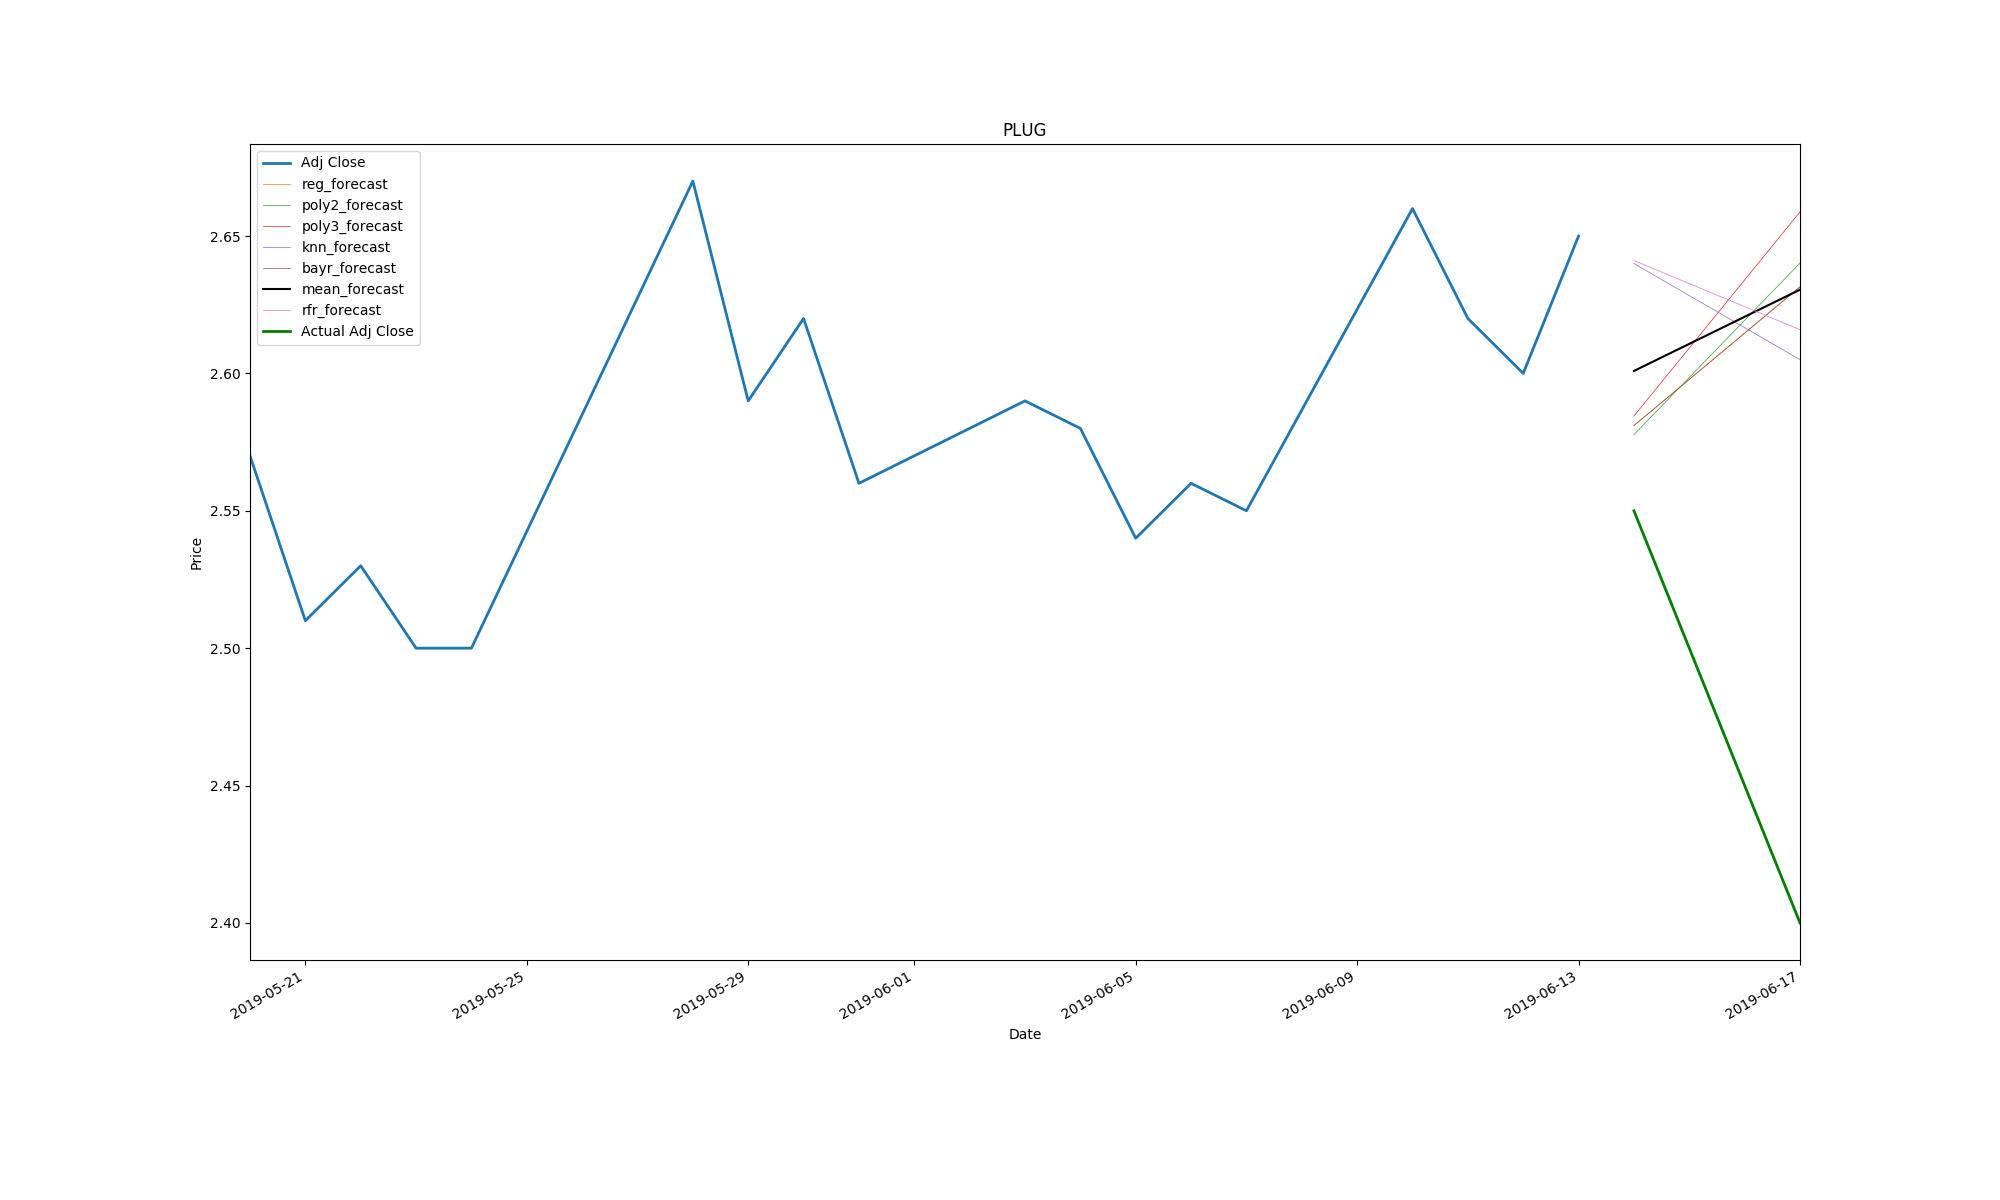 PLUG
Adj Close
reg_forecast
poly2_forecast
poly3_forecast
knn_forecast
bayr_forecast
mean_forecast
rfr_forecast
Actual Adj Close
2.65
2.60
2.55
2.50
2.45
2.40
Price
2019-05-21
2019-05-25
2019-05-29
2019-06-01
2019-06-05
2019-06-09
2019-06-13
2019-06-17
Date